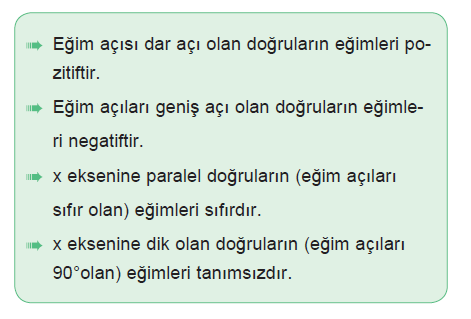 Eğim açısı dar açı olan doğruların eğimleri po-
zitiftir.
Eğim açıları geniş açı olan doğruların eğimle-
ri negatiftir.
x eksenine paralel doğruların (eğim açıları
sıfır olan) eğimleri sıfırdır.
x eksenine dik olan doğruların (eğim açıları
90°olan) eğimleri tanımsızdır.